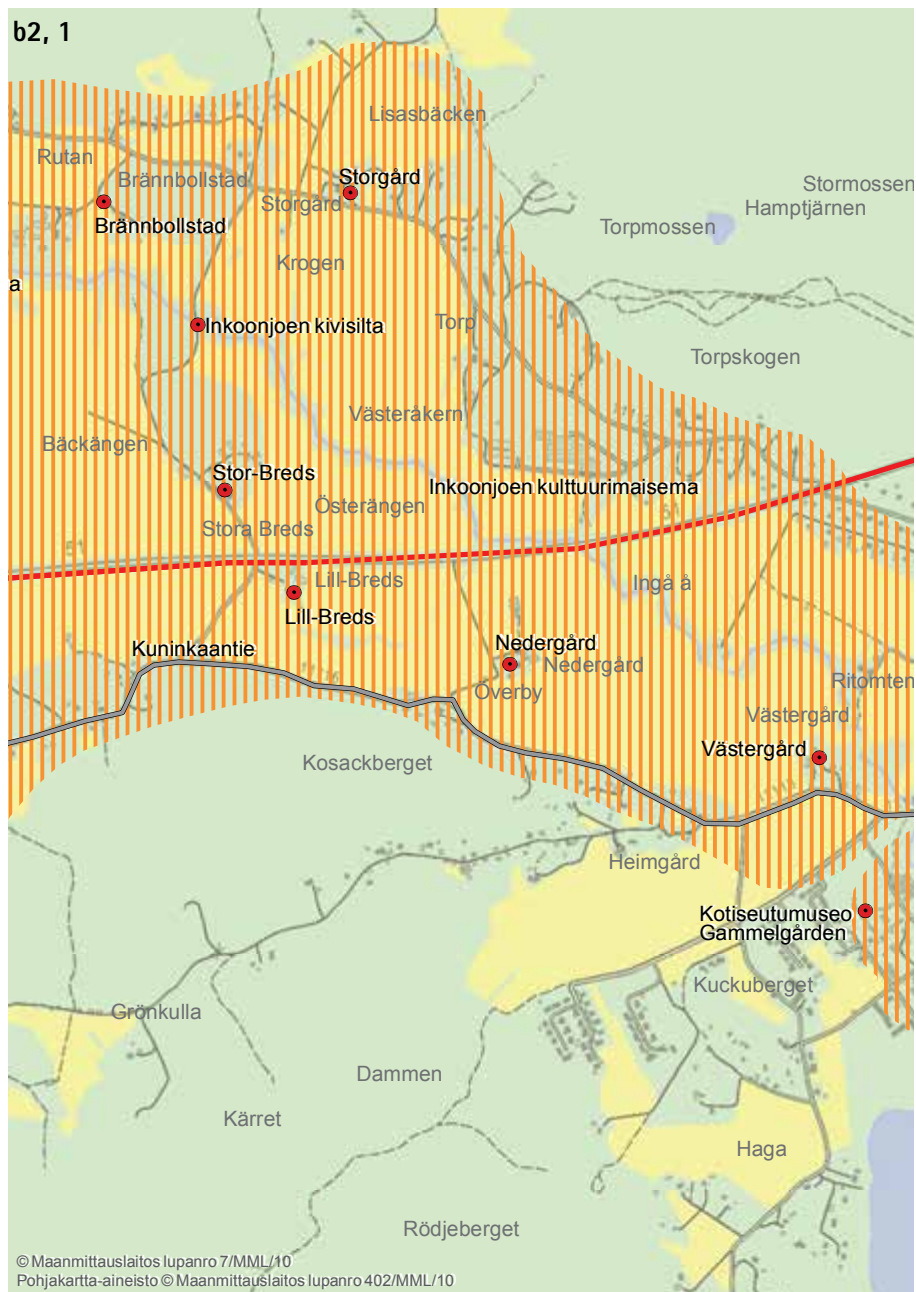 b2, 1
Lisasbäcken
Rutan
Brännbollstad
Storgård
Storgård
Stormossen
Hamptjärnen
Torpmossen
Brännbollstad
Krogen
a
Inkoonjoen kivisilta
Torp
Torpskogen
Västeråkern
Bäckängen
Stor-Breds
Inkoonjoen kulttuurimaisema
Österängen
Stora Breds
51
51
Lill-Breds
Ingå å
Lill-Breds
Kuninkaantie
Nedergård
Nedergård
Överby
Ritomten
Västergård
Västergård
Kosackberget
Heimgård
Kotiseutumuseo
Gammelgården
Kuckuberget
Grönkulla
Dammen
Kärret
Haga
Rödjeberget
© Maanmittauslaitos lupanro 7/MML/10
Pohjakartta-aineisto © Maanmittauslaitos lupanro 402/MML/10